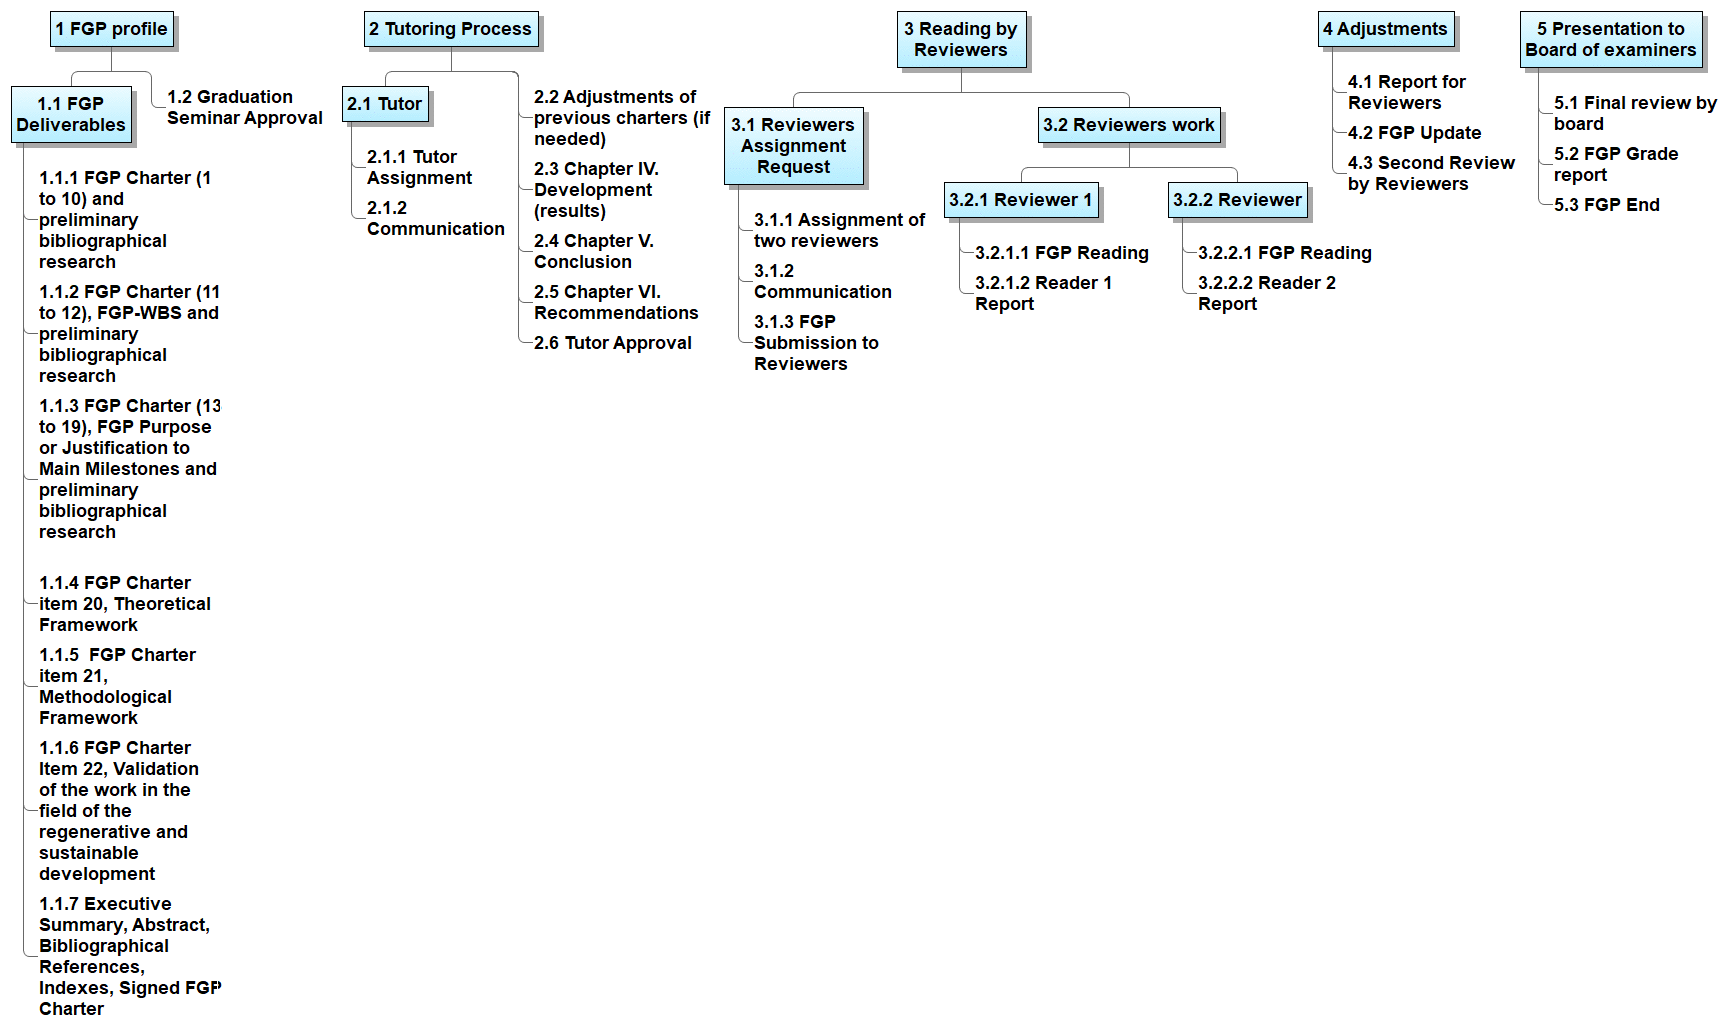 1 FGP profile
1.1 FGP
Deliverables
1.2 Graduation
Seminar Approval
1.1.1 FGP Charter (1
to 10) and
preliminary
bibliographical
research
1.1.2 FGP Charter (11
to 12), FGP-WBS and
preliminary
bibliographical
research
1.1.3 FGP Charter (13
to 19), FGP Purpose
or Justification to
Main Milestones and
preliminary
bibliographical
research
1.1.4 FGP Charter
item 20, Theoretical
Framework
1.1.5  FGP Charter
item 21,
Methodological
Framework
1.1.6 FGP Charter
Item 22, Validation
of the work in the
field of the
regenerative and
sustainable
development
1.1.7 Executive
Summary, Abstract,
Bibliographical
References,
Indexes, Signed FGP
Charter
2 Tutoring Process
2.1 Tutor
2.1.1 Tutor
Assignment
2.1.2
Communication
2.2 Adjustments of
previous charters (if
needed)
2.3 Chapter IV.
Development
(results)
2.4 Chapter V.
Conclusion
2.5 Chapter VI.
Recommendations
2.6 Tutor Approval
3 Reading by
Reviewers
3.1 Reviewers
Assignment
Request
3.1.1 Assignment of
two reviewers
3.1.2
Communication
3.1.3 FGP
Submission to
Reviewers
3.2 Reviewers work
3.2.1 Reviewer 1
3.2.1.1 FGP Reading
3.2.1.2 Reader 1
Report
3.2.2 Reviewer
3.2.2.1 FGP Reading
3.2.2.2 Reader 2
Report
4 Adjustments
4.1 Report for
Reviewers
4.2 FGP Update
4.3 Second Review
by Reviewers
5 Presentation to
Board of examiners
5.1 Final review by
board
5.2 FGP Grade
report
5.3 FGP End